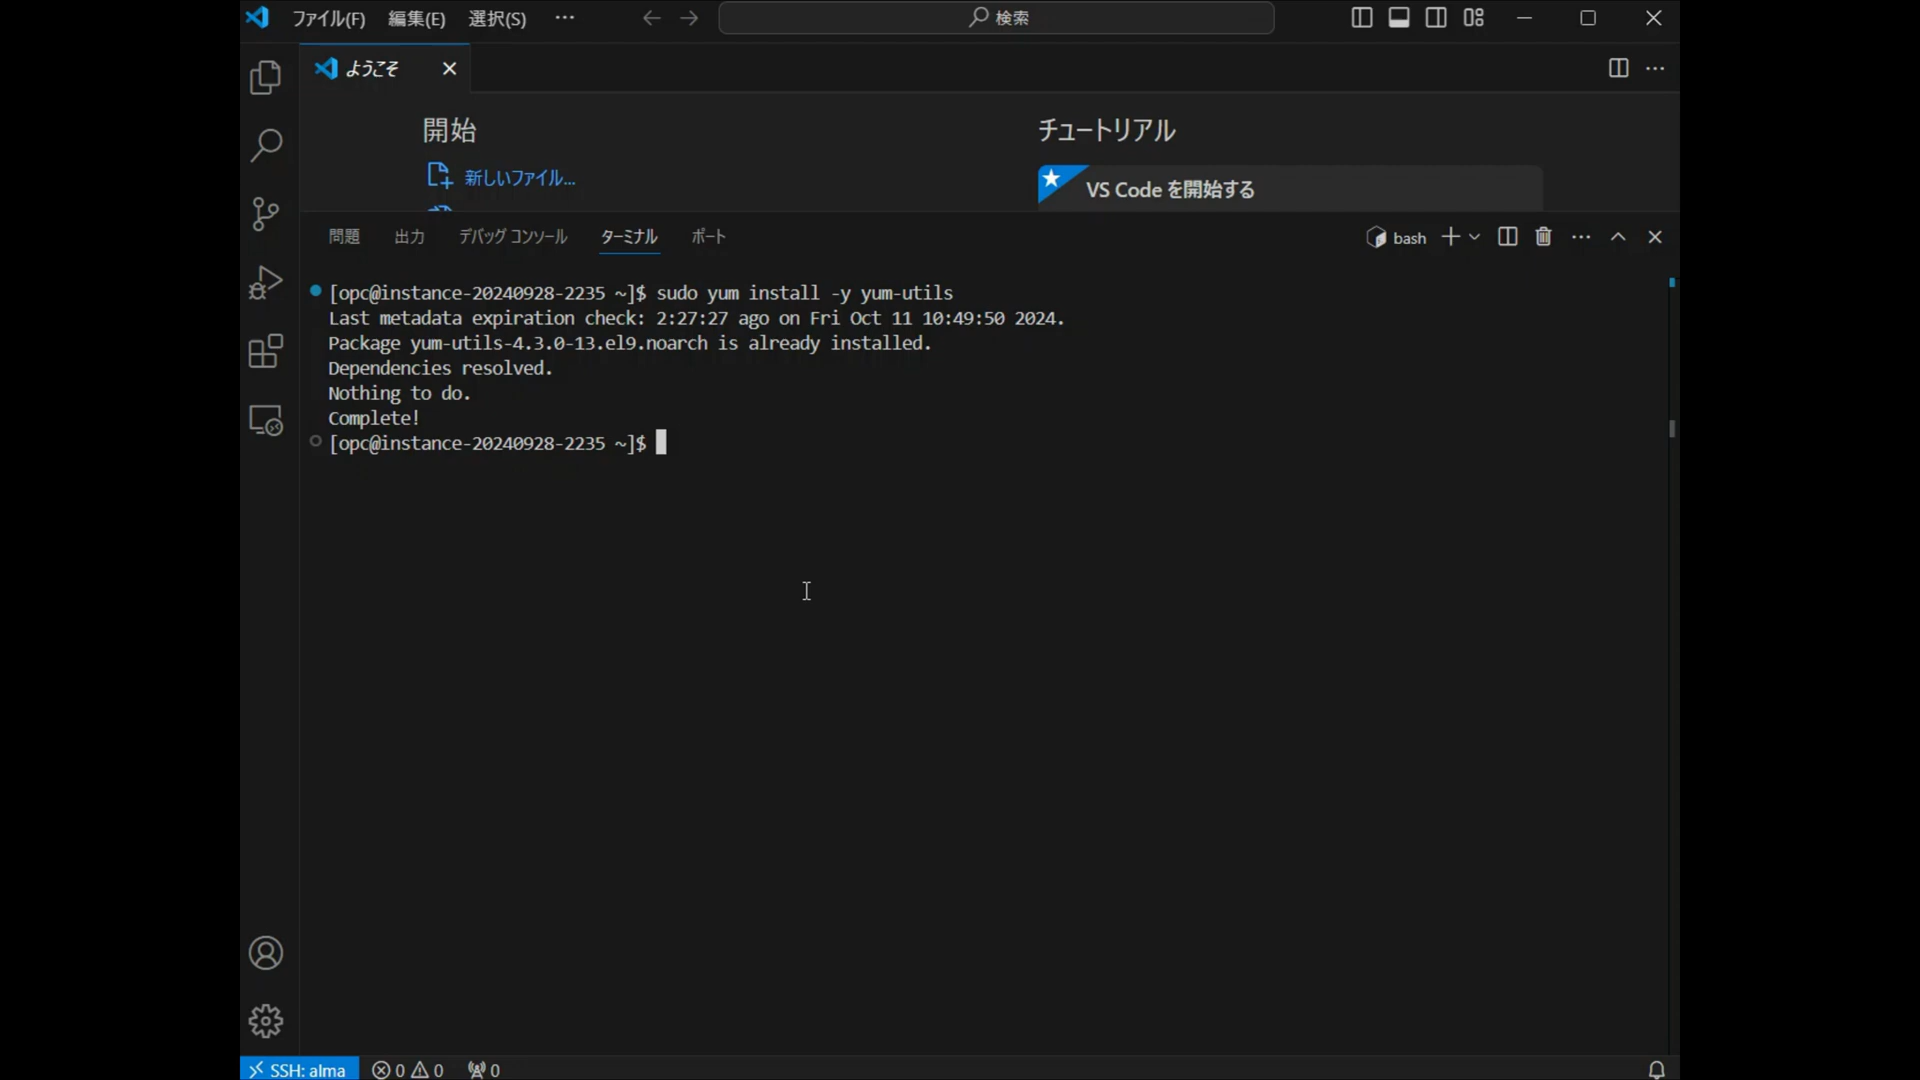 ファイル(F) 編集(E) 選択(S) … 検索
ようこそ
開始
チュートリアル
新しいファイル...
VS Code を開始する
問題 出力 デバッグ コンソール ターミナル ポート bash
[opc@instance-20240928-2235 ~]$ sudo yum install -y yum-utils
Last metadata expiration check: 2:27:27 ago on Fri Oct 11 10:49:50 2024.
Package yum-utils-4.3.0-13.el9.noarch is already installed.
Dependencies resolved.
Nothing to do.
Complete!
[opc@instance-20240928-2235 ~]$
SSH: alma 0 0 0